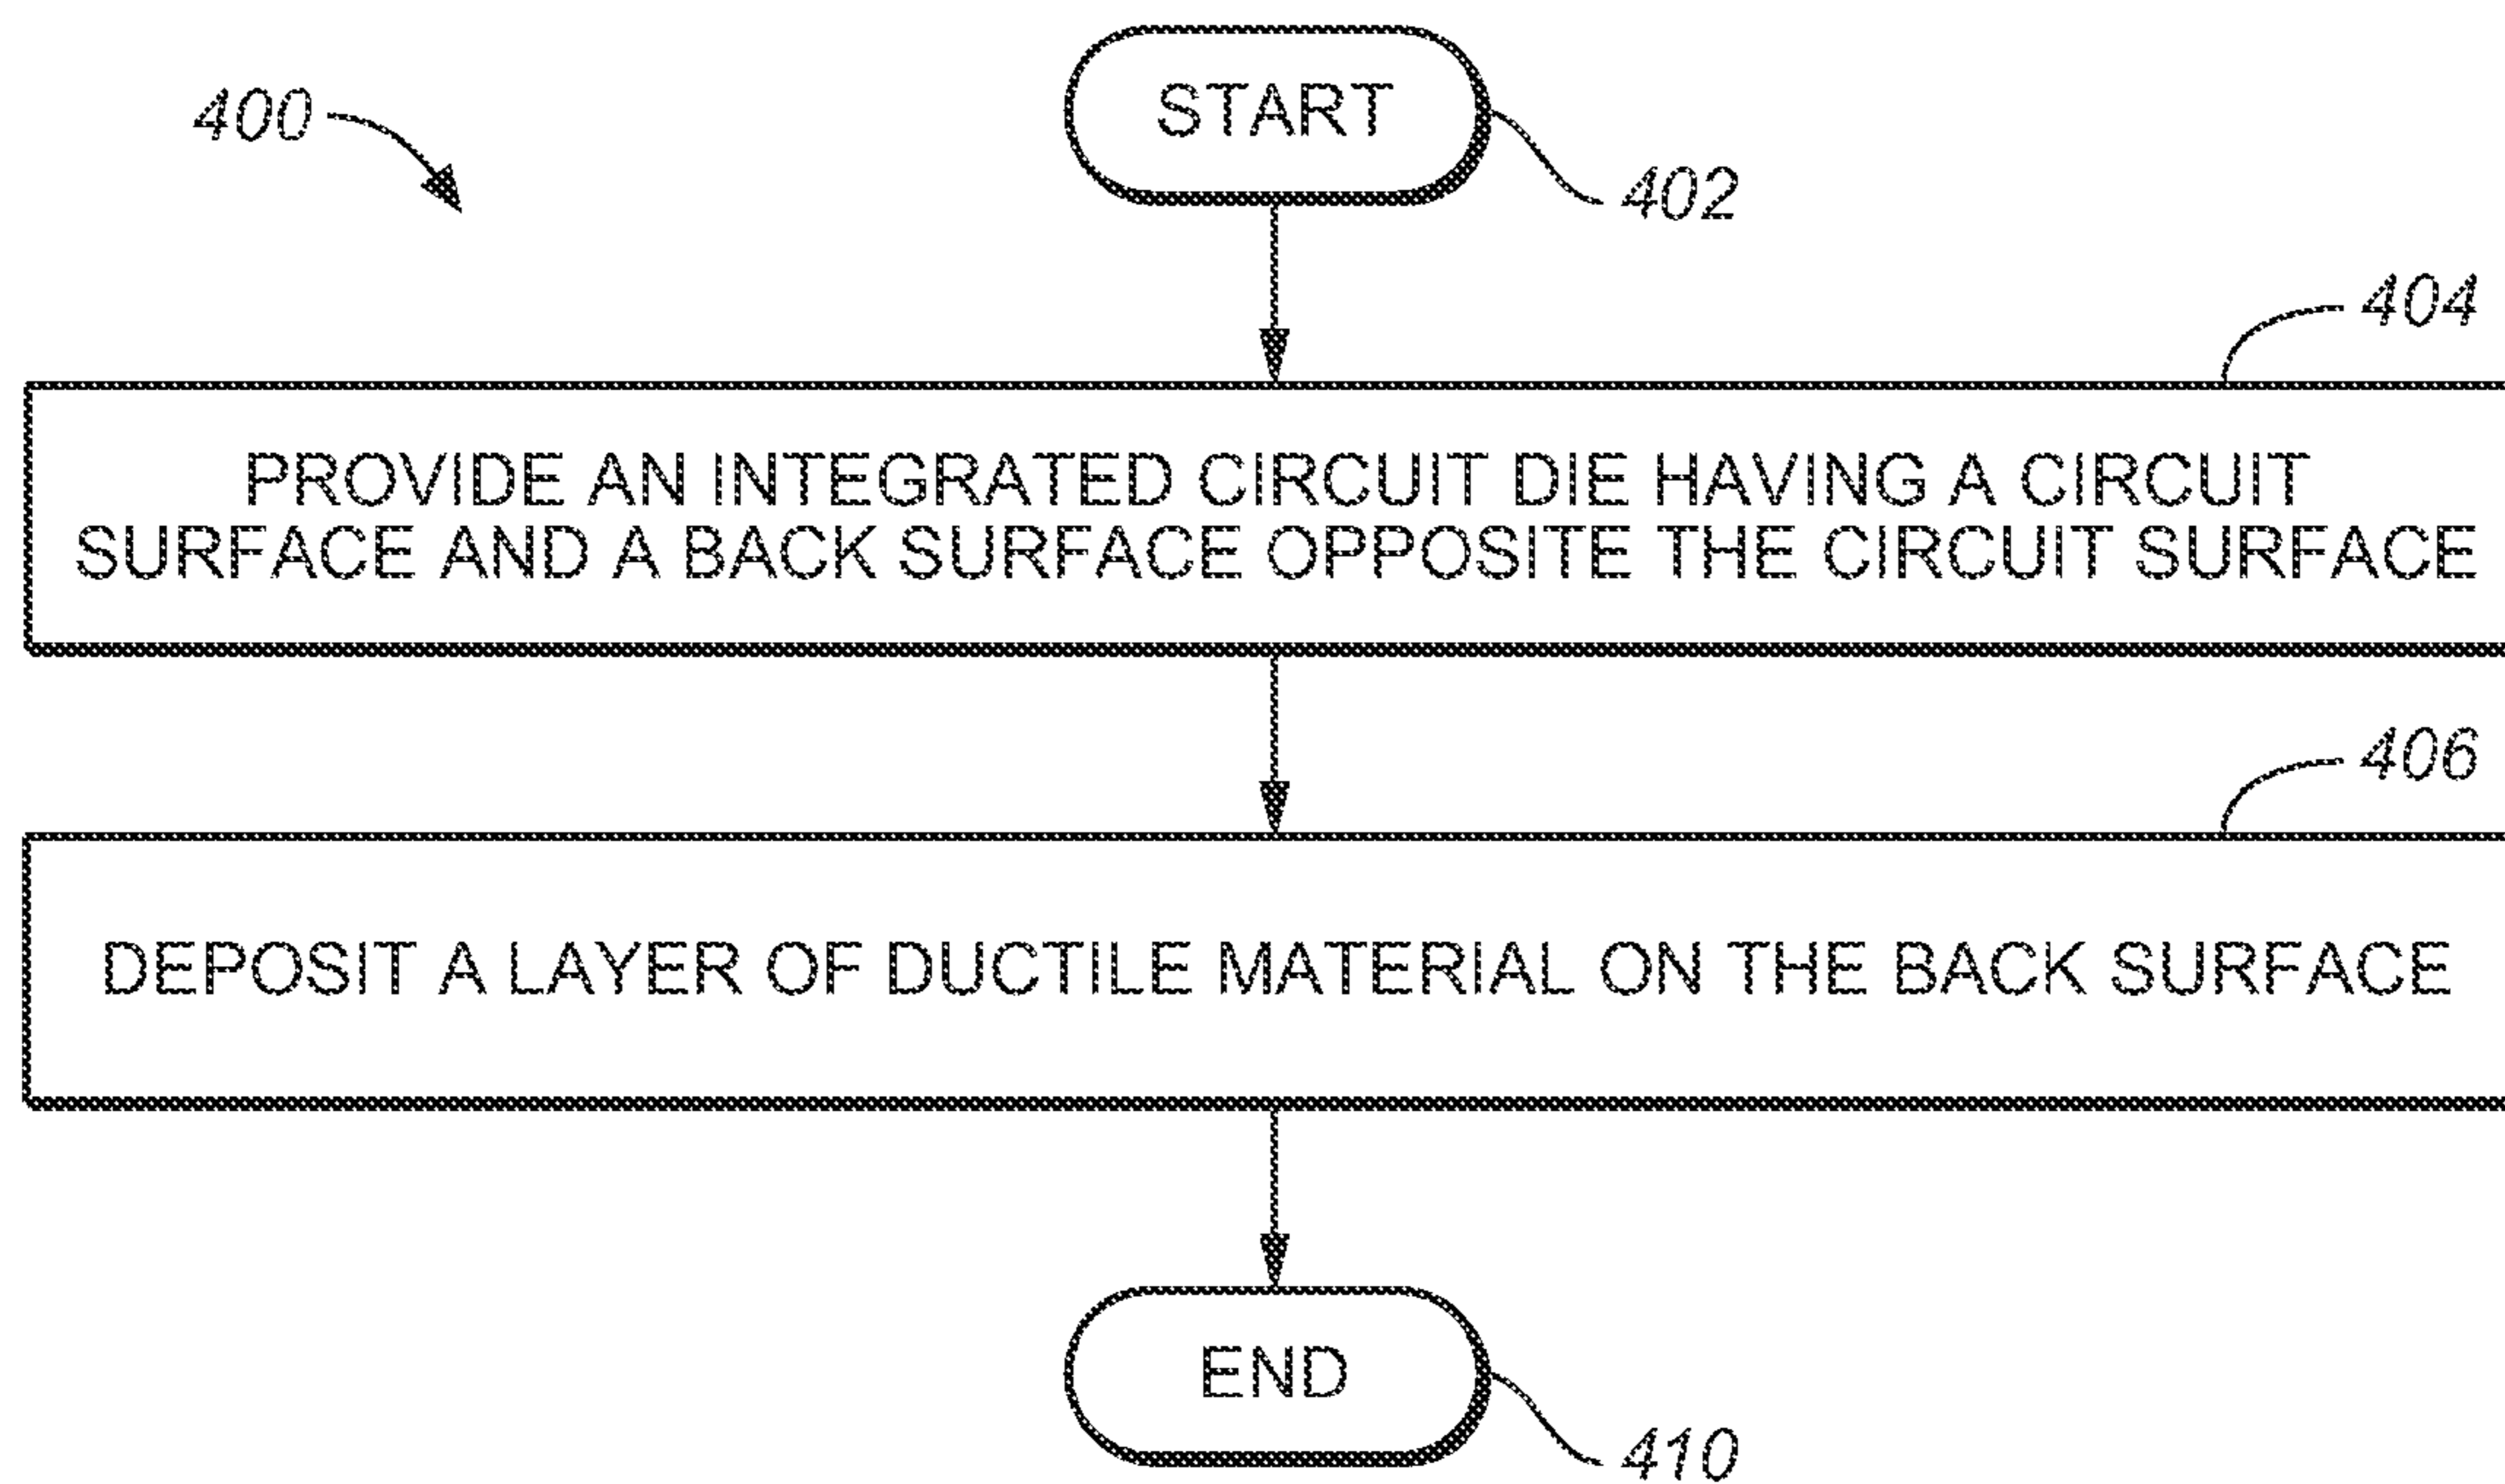 400
START
402
404
PROVIDE AN INTEGRATED CIRCUIT DIE HAVING A CIRCUIT
SURFACE AND A BACK SURFACE OPPOSITE THE CIRCUIT SURFACE
406
DEPOSIT A LAYER OF DUCTILE MATERIAL ON THE BACK SURFACE
END
410